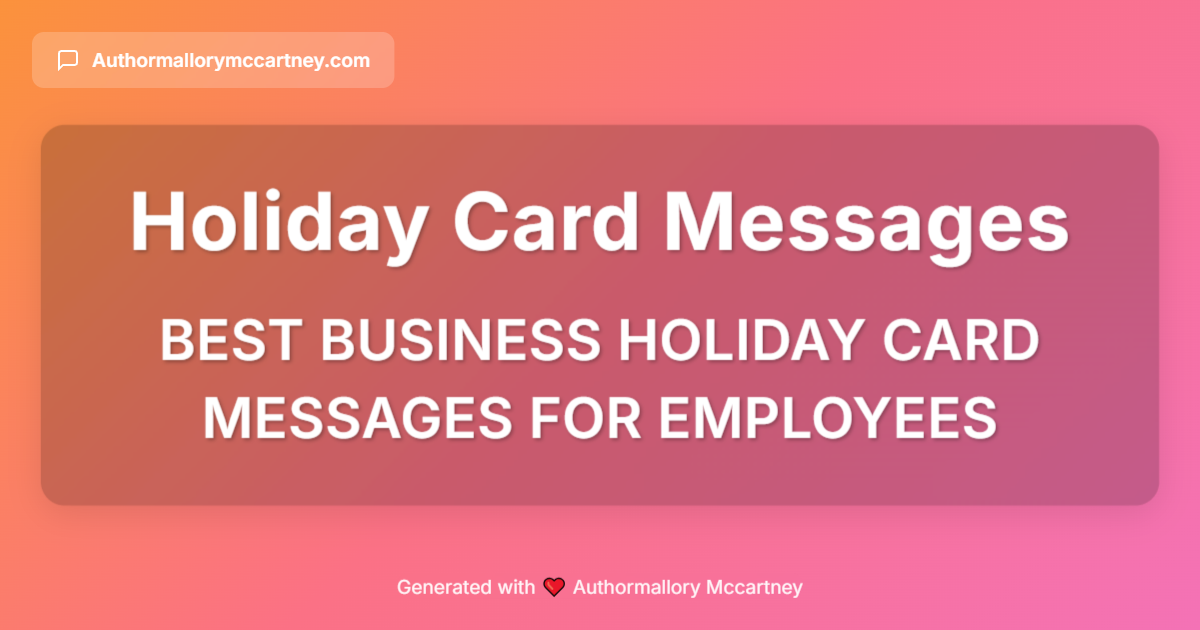 Authormallorymccartney.com
Holiday Card Messages
BEST BUSINESS HOLIDAY CARD
MESSAGES FOR EMPLOYEES
Generated with ❤️ Authormallory Mccartney